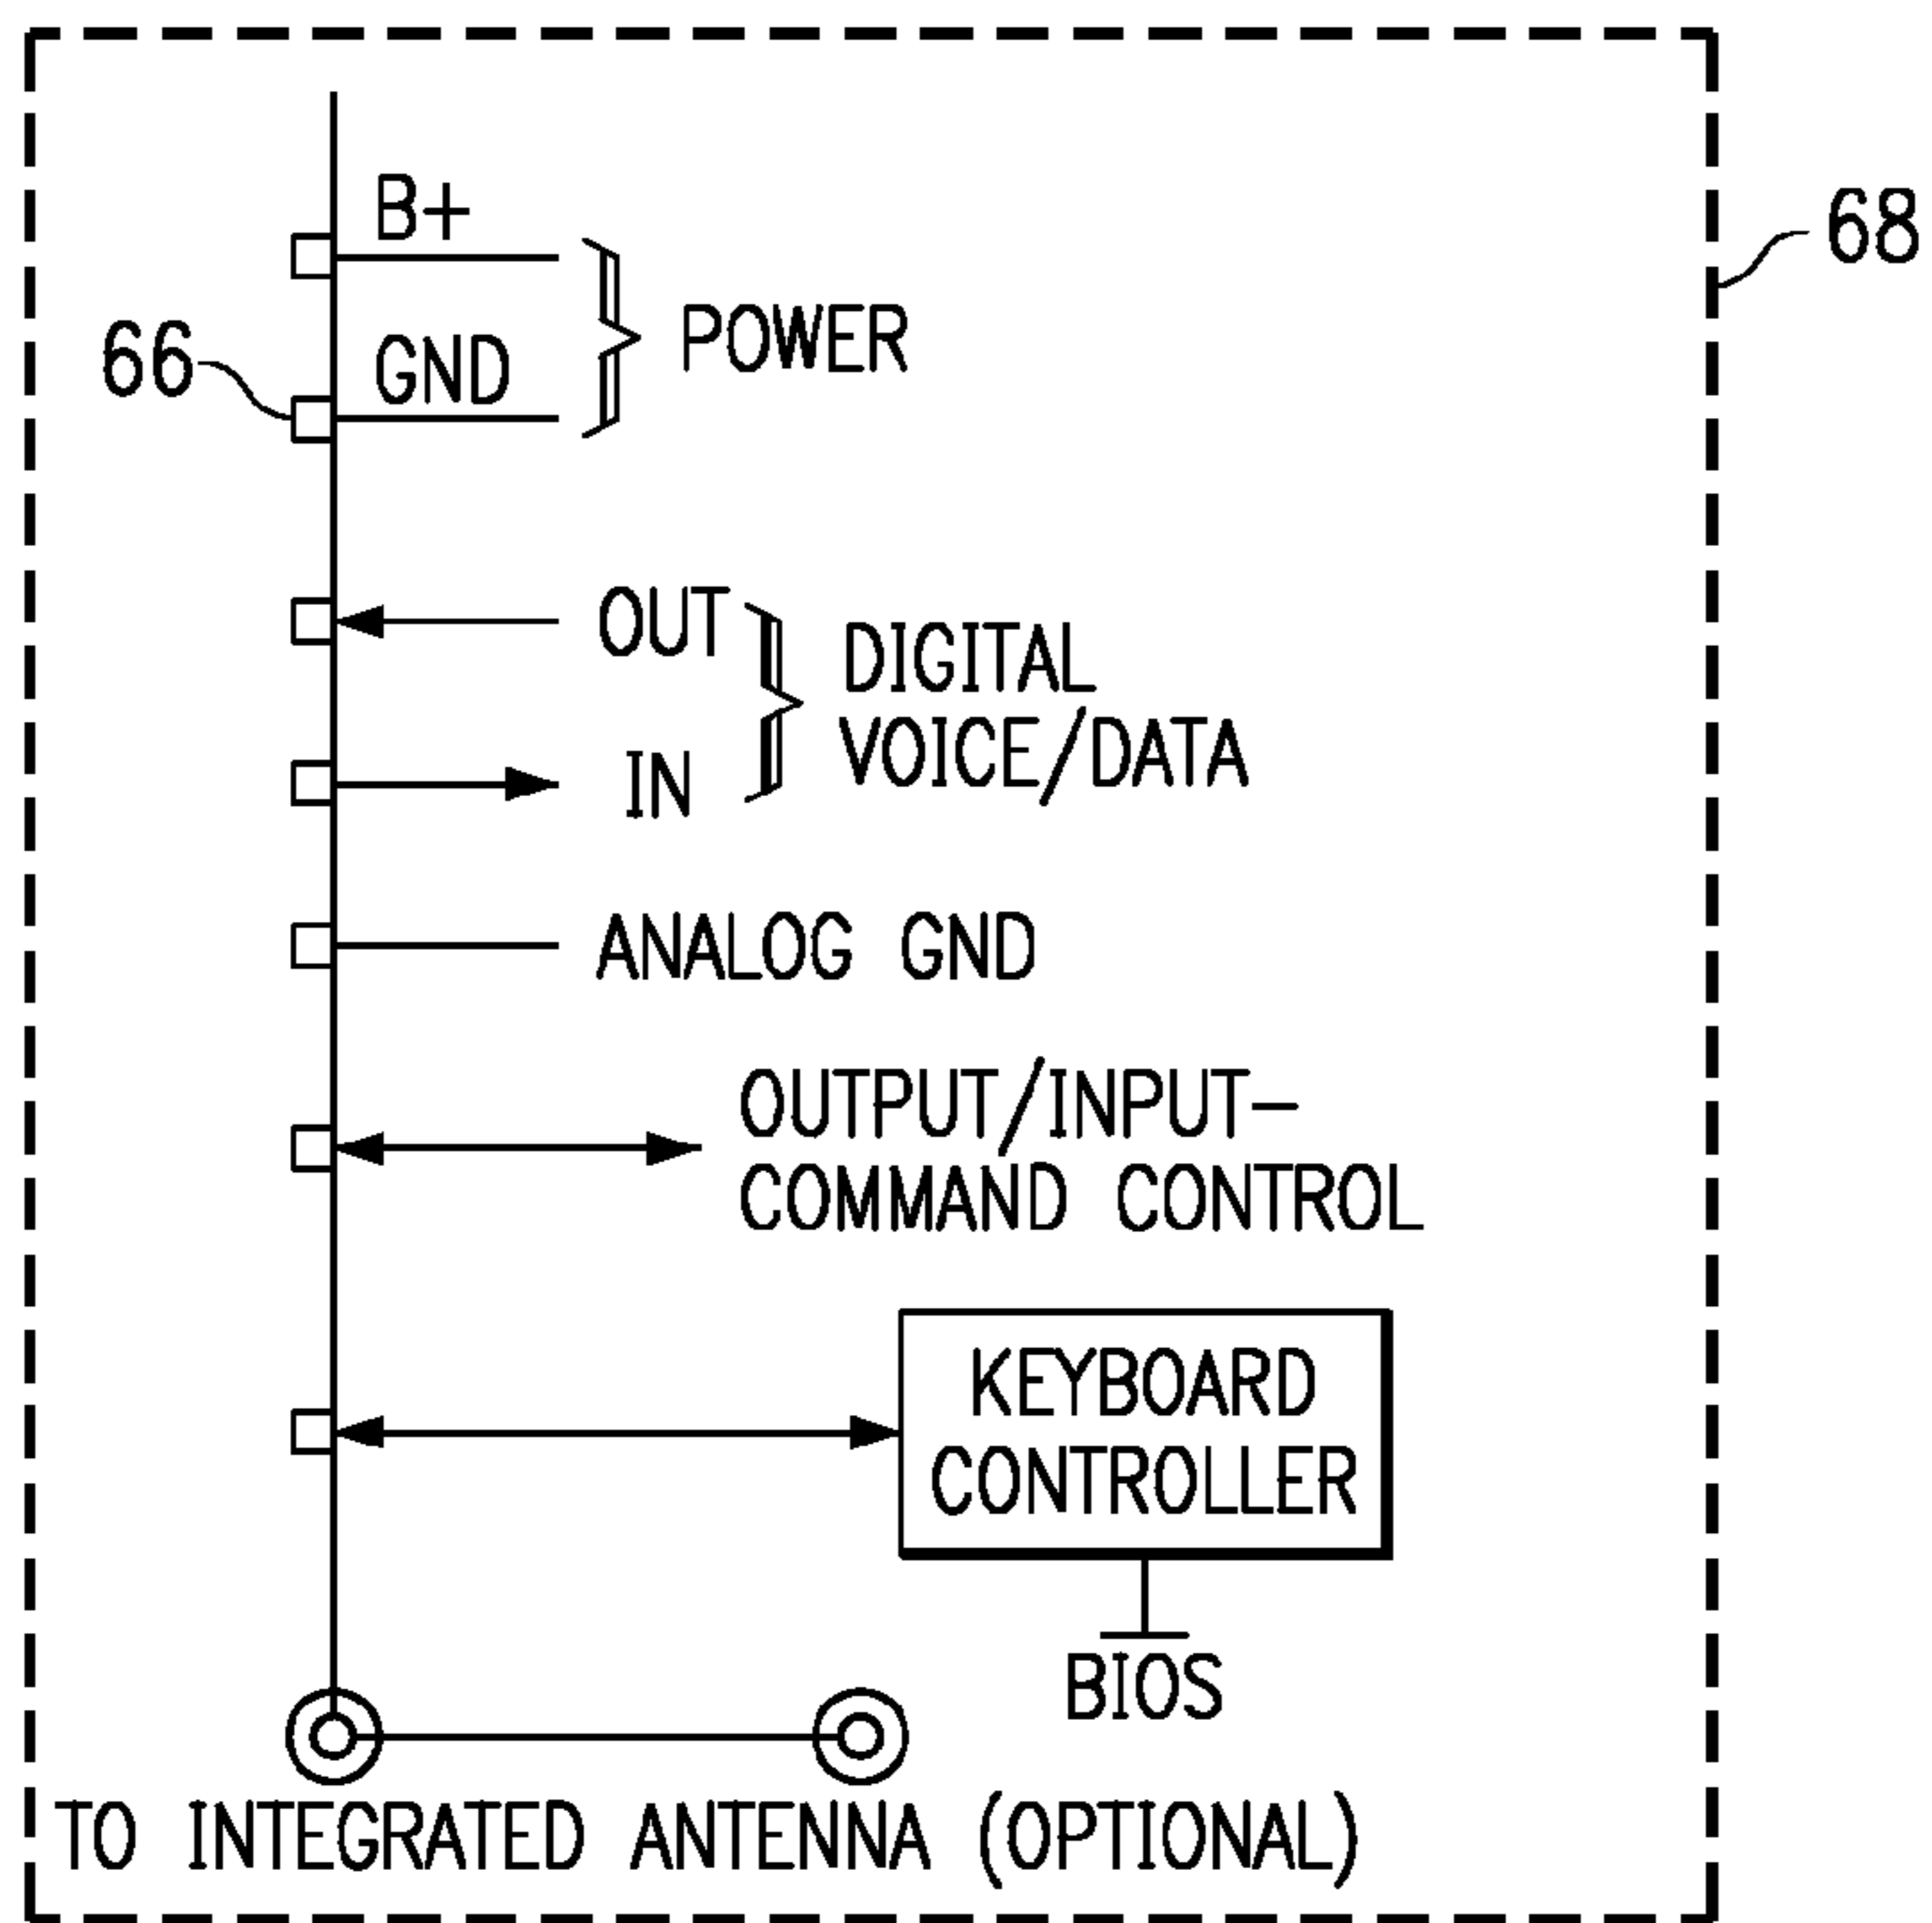 B+
68
66
GND
POWER
OUT
DIGITAL
VOICE/DATA
IN
ANALOG GND
OUTPUT/INPUT-
COMMAND CONTROL
KEYBOARD
CONTROLLER
BIOS
TO INTEGRATED ANTENNA (OPTIONAL)